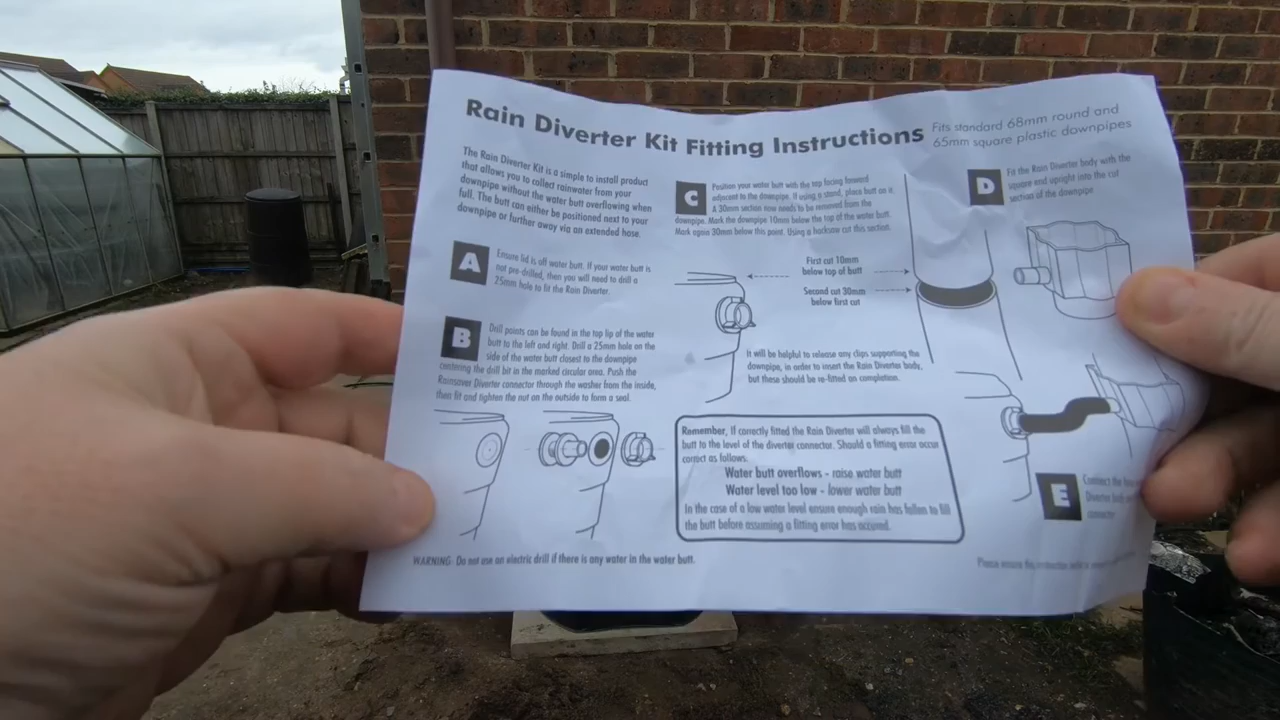 Rain Diverter Kit Fitting Instructions
Fits standard 68mm round and
65mm square plastic downpipes
The Rain Diverter Kit is a simple to install product
that allows you to collect rainwater from your
downpipe without the water butt overflowing when
full. The butt can either be positioned next to your
downpipe or further away via an extended hose.
A
Ensure lid is off water butt. If your water butt is
not pre-drilled, then you will need to drill a
25mm hole to fit the Rain Diverter.
B
Drill points can be found in the top lip of the water
butt to the left and right. Drill a 25mm hole on the
side of the water butt closest to the downpipe
centering the drill bit in the marked circular area. Push the
Rainsaver Diverter connector through the washer from the inside,
then fit and tighten the nut on the outside to form a seal.
WARNING: Do not use an electric drill if there is any water in the water butt.
C
Position your water butt with the tap facing forward
adjacent to the downpipe. If using a stand, place butt on it.
A 30mm section now needs to be removed from the
downpipe. Mark the downpipe 10mm below the top of the water butt.
Mark again 30mm below this point. Using a hacksaw cut this section.
First cut 10mm
below top of butt
Second cut 30mm
below first cut
It will be helpful to release any clips supporting the
downpipe, in order to insert the Rain Diverter body,
but these should be re-fitted on completion.
Remember, If correctly fitted the Rain Diverter will always fill the
butt to the level of the diverter connector. Should a fitting error occur
correct as follows.
Water butt overflows - raise water butt
Water level too low - lower water butt
In the case of a low water level ensure enough rain has fallen to fill
the butt before assuming a fitting error has occured.
D
Fit the Rain Diverter body with the
square end upright into the cut
section of the downpipe
E
Connect the
Diverter
connector
Please ensure